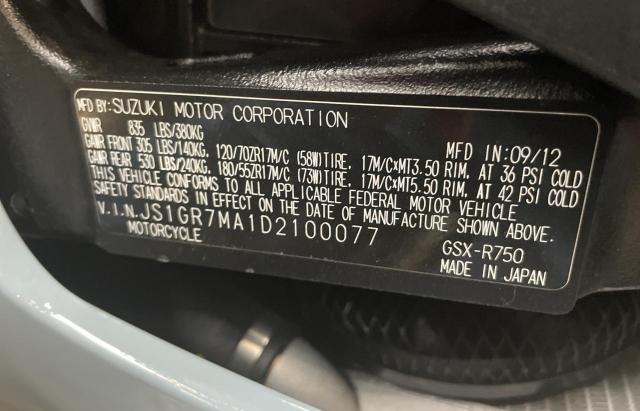 MFD BY:SUZUKI MOTOR CORPORATION
GVWR 835 LBS/380KG MFD IN:09/12
GAWR FRONT 305 LBS/140KG, 120/70ZR17M/C (58W)TIRE, 17M/C×MT3.50 RIM, AT 36 PSI COLD
GAWR REAR 530 LBS/240KG, 180/55ZR17M/C (73W)TIRE, 17M/C×MT5.50 RIM, AT 42 PSI COLD
THIS VEHICLE CONFORMS TO ALL APPLICABLE FEDERAL MOTOR VEHICLE
SAFETY STANDARDS IN EFFECT ON THE DATE OF MANUFACTURE SHOWN ABOVE.
V.I.N.JS1GR7MA1D2100077 GSX-R750
MOTORCYCLE MADE IN JAPAN